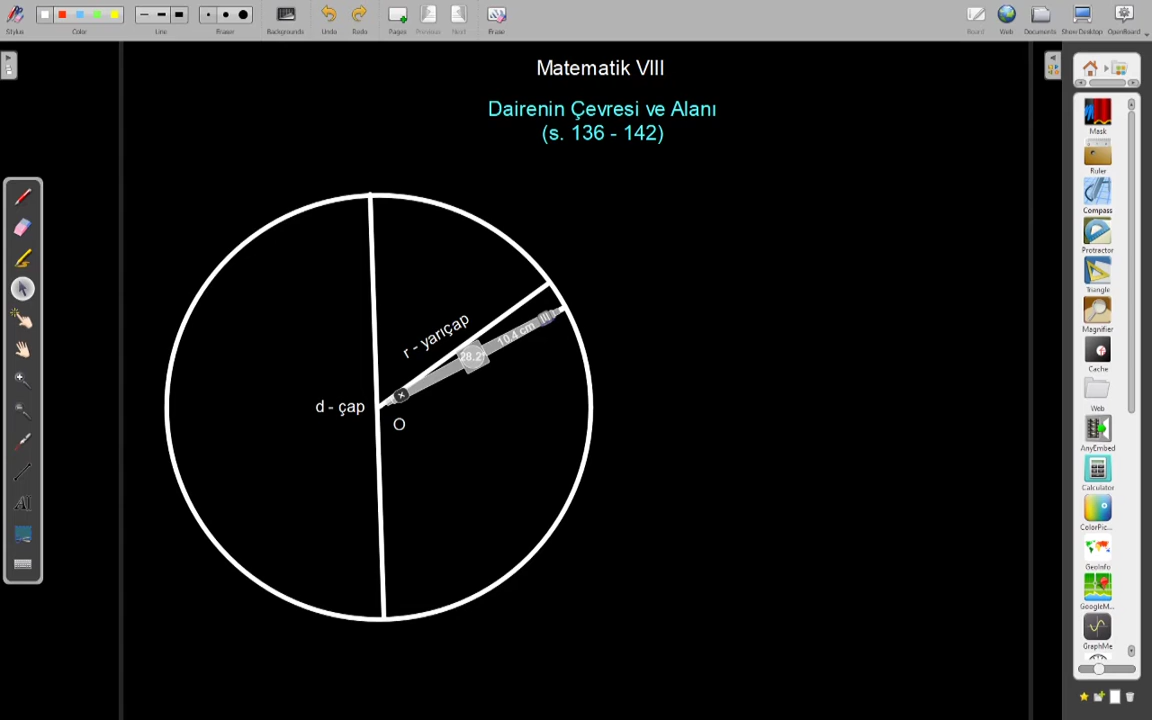 Stylus
Color
Line
Eraser
Backgrounds
Undo
Redo
Pages
Previous
Next
Erase
Board
Web
Documents
Show Desktop
OpenBoard
Matematik VIII
Dairenin Çevresi ve Alanı
(s. 136 - 142)
r - yarıçap
10.4 cm
28.2°
d - çap
O
Mask
Ruler
Compass
Protractor
Triangle
Magnifier
Cache
Web
AnyEmbed
Calculator
ColorPic...
GeoInfo
GoogleM...
GraphMe